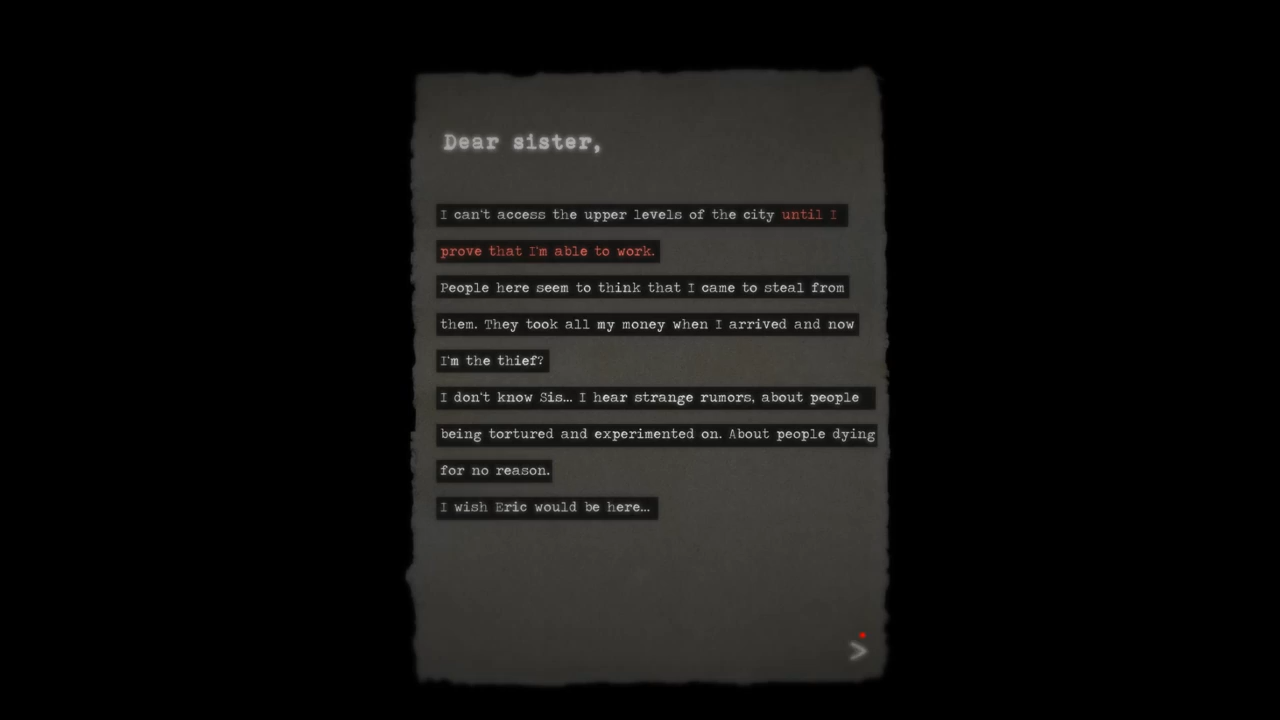 Dear sister,
I can't access the upper levels of the city until I
prove that I'm able to work.
People here seem to think that I came to steal from
them. They took all my money when I arrived and now
I'm the thief?
I don't know Sis... I hear strange rumors, about people
being tortured and experimented on. About people dying
for no reason.
I wish Eric would be here...
>